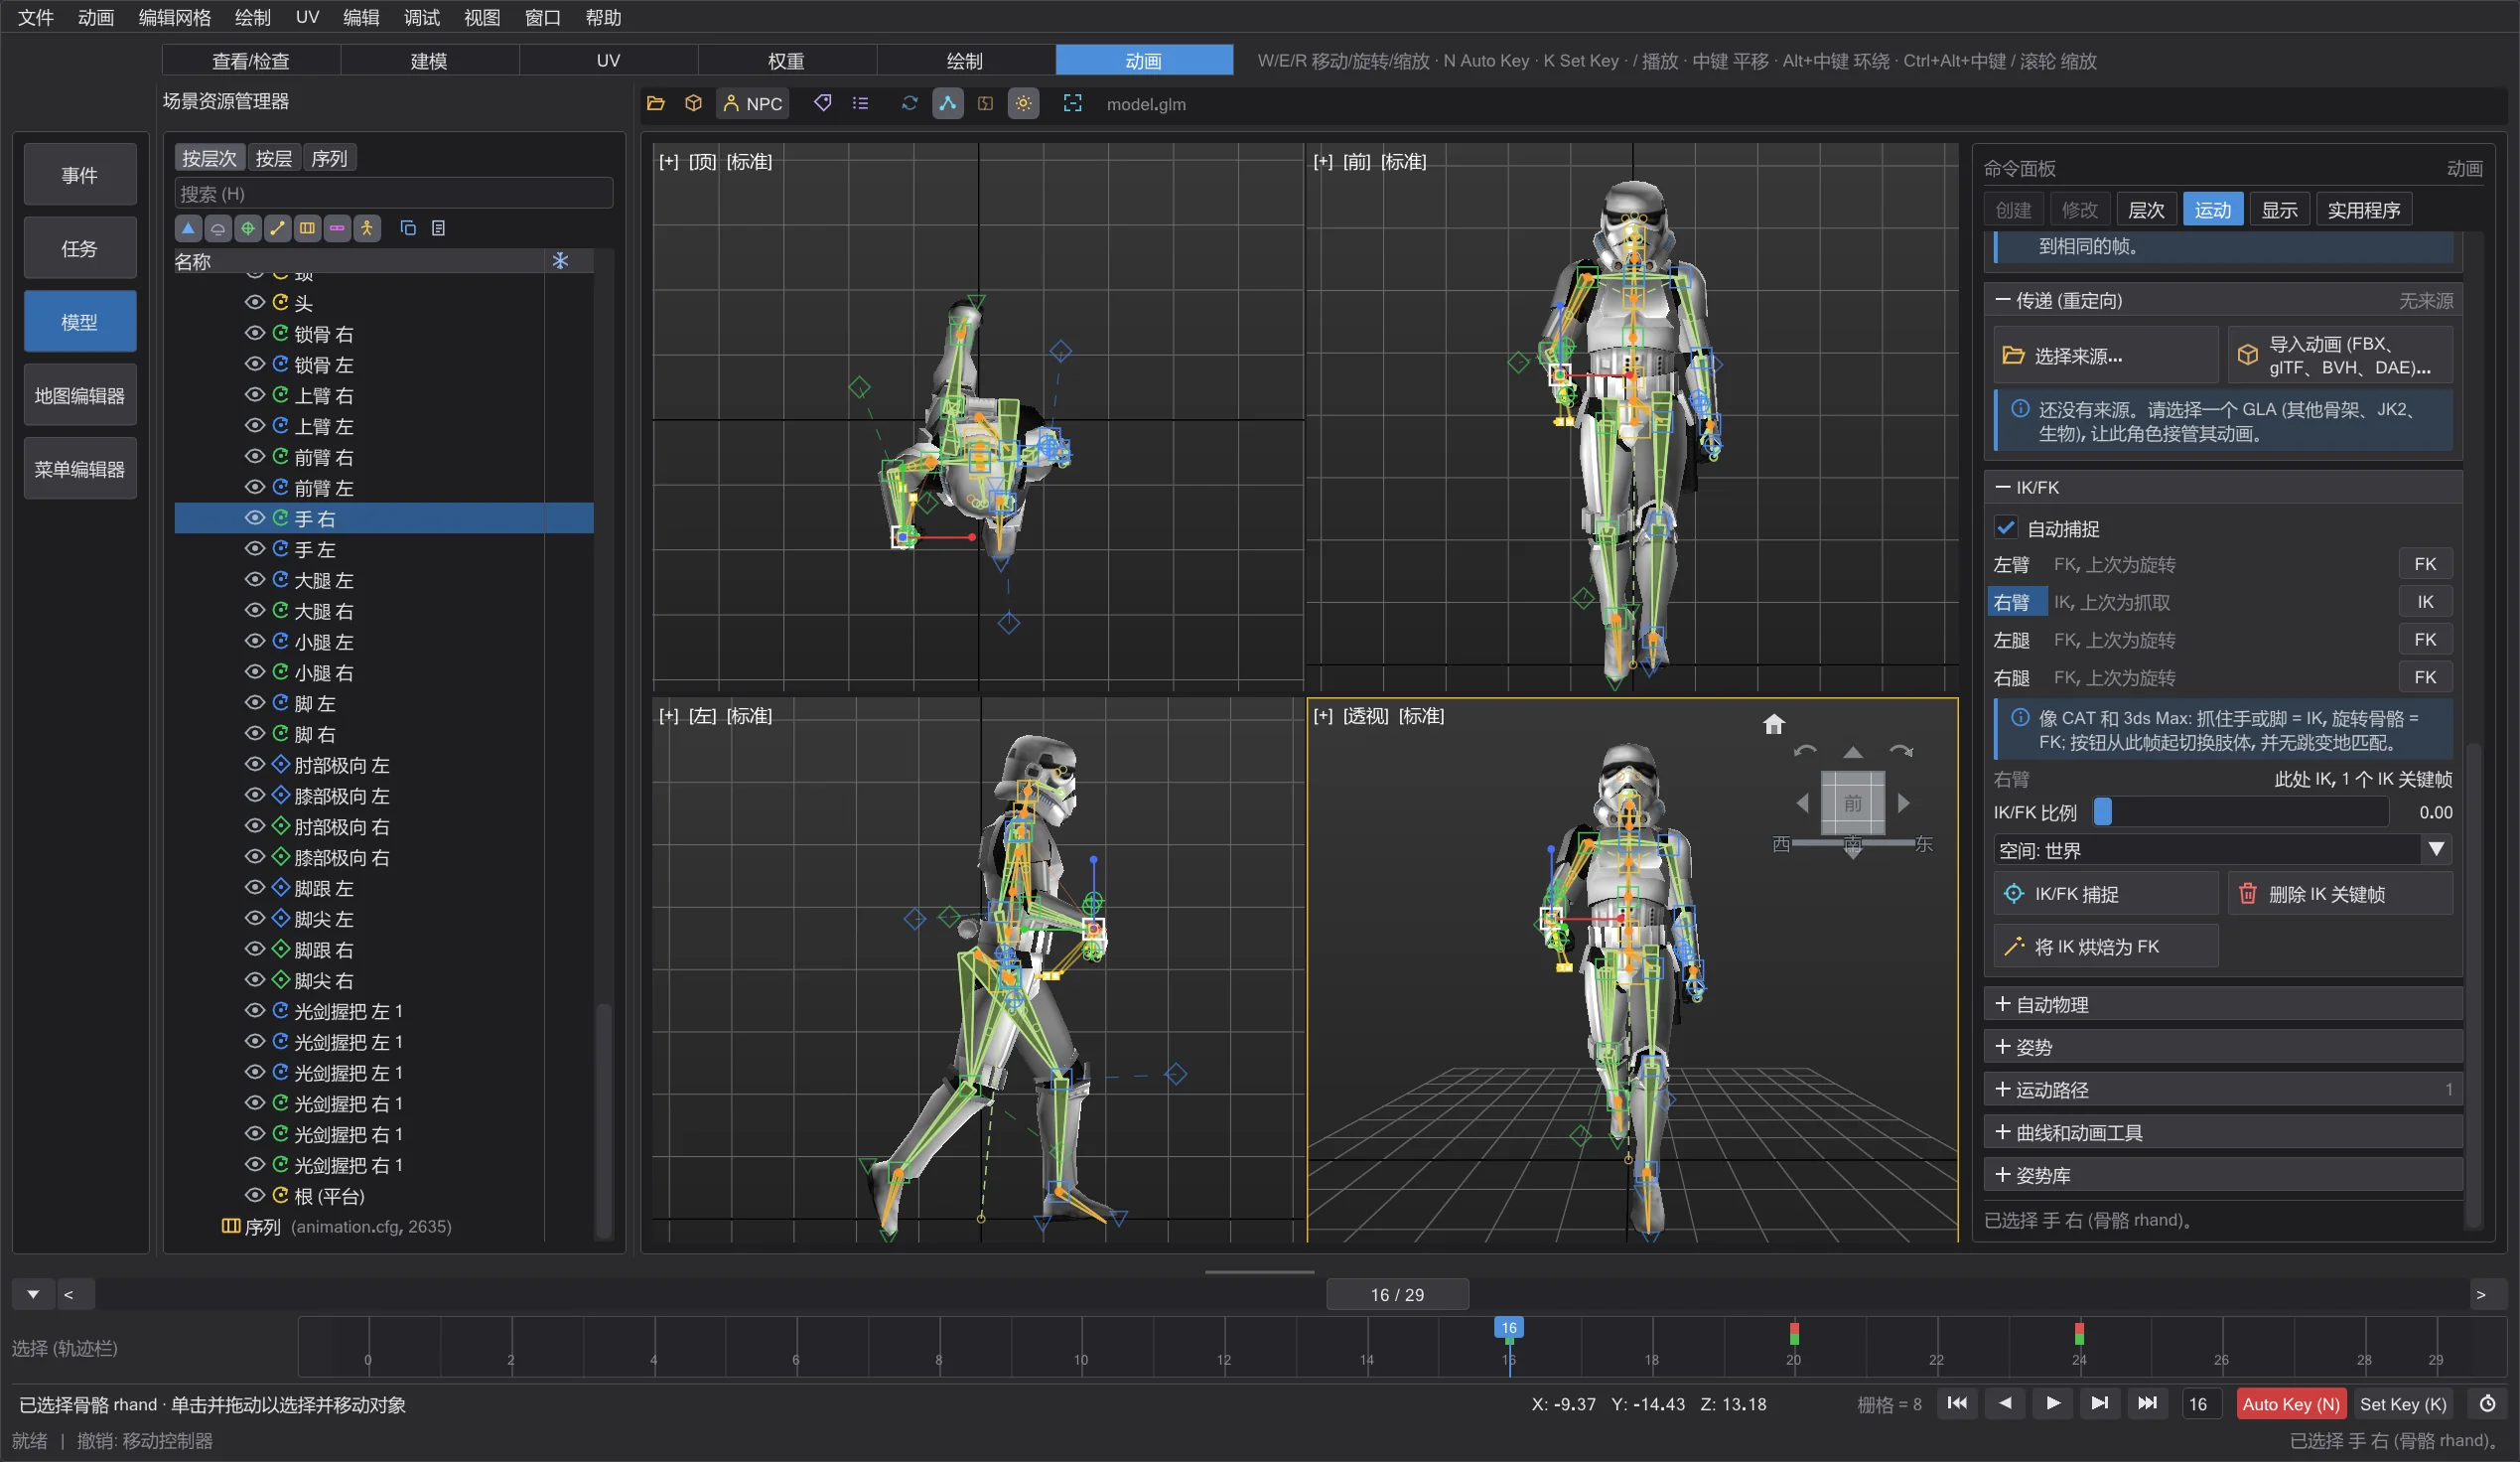 文件 动画 编辑网格 绘制 UV 编辑 调试 视图 窗口 帮助
查看/检查 建模 UV 权重 绘制 动画 W/E/R 移动/旋转/缩放 · N Auto Key · K Set Key · / 播放 · 中键 平移 · Alt+中键 环绕 · Ctrl+Alt+中键 / 滚轮 缩放
场景资源管理器
NPC model.glm
事件
任务
模型
地图编辑器
菜单编辑器
按层次 按层 序列
搜索 (H)
名称
颈
头
锁骨 右
锁骨 左
上臂 右
上臂 左
前臂 右
前臂 左
手 右
手 左
大腿 左
大腿 右
小腿 左
小腿 右
脚 左
脚 右
肘部极向 左
膝部极向 左
肘部极向 右
膝部极向 右
脚跟 左
脚尖 左
脚跟 右
脚尖 右
光剑握把 左 1
光剑握把 左 1
光剑握把 左 1
光剑握把 右 1
光剑握把 右 1
光剑握把 右 1
根 (平台)
序列 (animation.cfg, 2635)
[+] [顶] [标准]
[+] [前] [标准]
[+] [左] [标准]
[+] [透视] [标准]
前
西 南 东
命令面板 动画
创建 修改 层次 运动 显示 实用程序
到相同的帧。
传递 (重定向) 无来源
选择来源...
导入动画 (FBX、
glTF、BVH、DAE)...
还没有来源。请选择一个 GLA (其他骨架、JK2、
生物), 让此角色接管其动画。
IK/FK
自动捕捉
左臂 FK, 上次为旋转 FK
右臂 IK, 上次为抓取 IK
左腿 FK, 上次为旋转 FK
右腿 FK, 上次为旋转 FK
像 CAT 和 3ds Max: 抓住手或脚 = IK, 旋转骨骼 =
FK; 按钮从此帧起切换肢体, 并无跳变地匹配。
右臂 此处 IK, 1 个 IK 关键帧
IK/FK 比例 0.00
空间: 世界
IK/FK 捕捉 删除 IK 关键帧
将 IK 烘焙为 FK
自动物理
姿势
运动路径 1
曲线和动画工具
姿势库
已选择 手 右 (骨骼 rhand)。
< 16 / 29 >
选择 (轨迹栏)
16
0 2 4 6 8 10 12 14 16 18 20 22 24 26 28 29
已选择骨骼 rhand · 单击并拖动以选择并移动对象 X: -9.37 Y: -14.43 Z: 13.18 栅格 = 8 16 Auto Key (N) Set Key (K)
就绪 | 撤销: 移动控制器 已选择 手 右 (骨骼 rhand)。